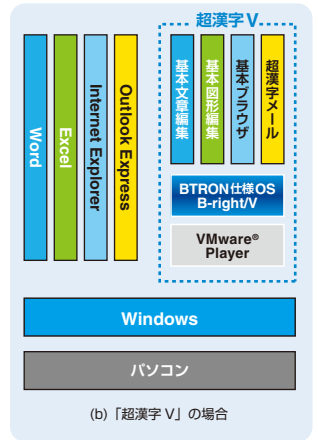 超漢字 V
Word
Excel
Internet Explorer
Outlook Express
基本文章編集
基本図形編集
基本ブラウザ
超漢字メール
BTRON仕様OS
B-right/V
VMware®
Player
Windows
パソコン
(b)「超漢字 V」の場合